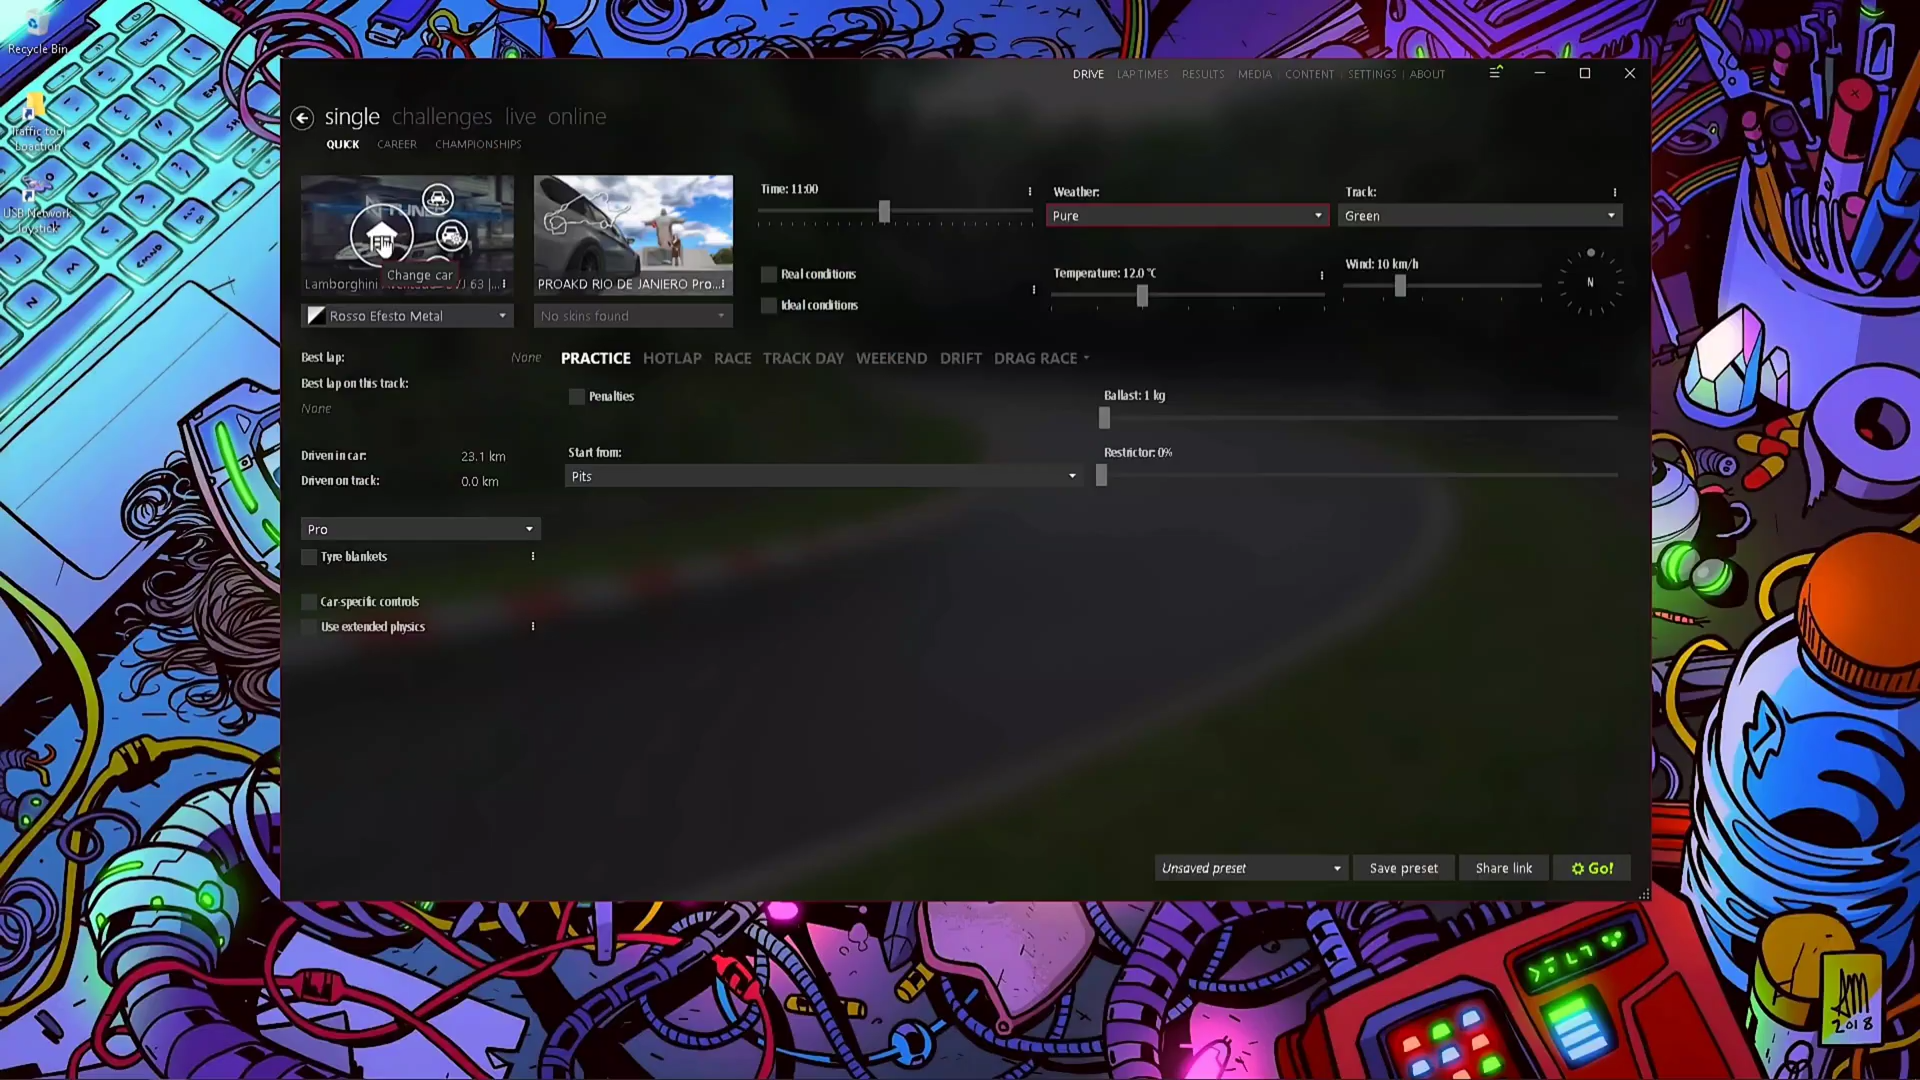 Recycle Bin
Traffic tool
USB Network
Joystick
DRIVE LAP TIMES RESULTS MEDIA CONTENT SETTINGS ABOUT
single challenges live online
QUICK CAREER CHAMPIONSHIPS
Change car
Lamborghini
J 63 |...
PROAKD RIO DE JANIERO Pro...
Rosso Efesto Metal
No skins found
Time: 11:00
Real conditions
Ideal conditions
Weather:
Pure
Temperature: 12.0 °C
Track:
Green
Wind: 10 km/h
N
Best lap: None
Best lap on this track:
None
Driven in car: 23.1 km
Driven on track: 0.0 km
Pro
Tyre blankets
Car-specific controls
Use extended physics
PRACTICE HOTLAP RACE TRACK DAY WEEKEND DRIFT DRAG RACE
Penalties
Start from:
Pits
Ballast: 1 kg
Restrictor: 0%
Unsaved preset
Save preset
Share link
Go!
2018